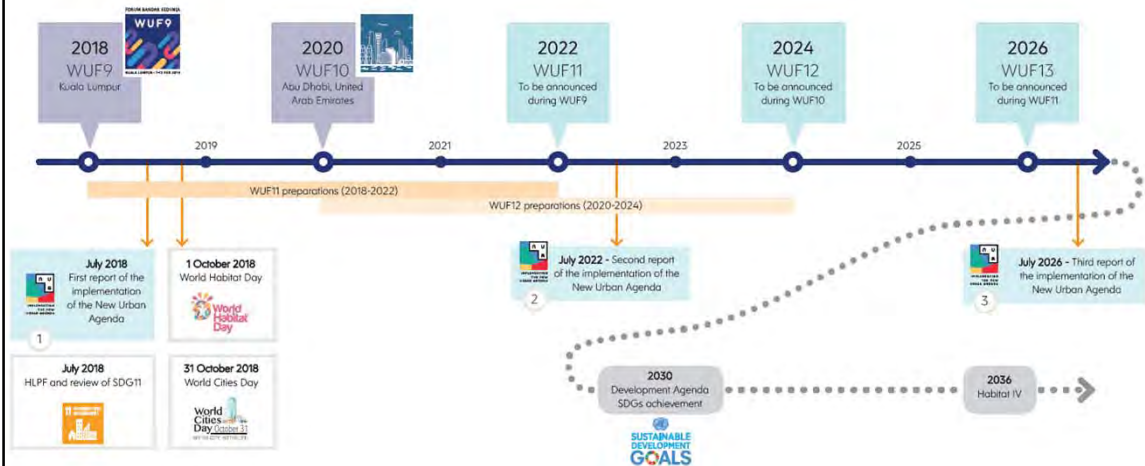 2018
WUF9
Kuala Lumpur
WUF9
2020
WUF10
Abu Dhabi, United
Arab Emirates
2022
WUF11
To be announced
during WUF9
2024
WUF12
To be announced
during WUF10
2026
WUF13
To be announced
during WUF11
2019
2021
2023
2025
WUF11 preparations (2018-2022)
WUF12 preparations (2020-2024)
July 2018
First report of the
implementation
of the New Urban
Agenda
1
1 October 2018
World Habitat Day
World
Habitat
Day
July 2022 - Second report
of the implementation of the
New Urban Agenda
2
July 2026 - Third report of
the implementation of the
New Urban Agenda
3
July 2018
HLPF and review of SDG11
11
31 October 2018
World Cities Day
World
Cities
Day October 31
2030
Development Agenda
SDGs achievement
SUSTAINABLE
DEVELOPMENT
GOALS
2036
Habitat IV